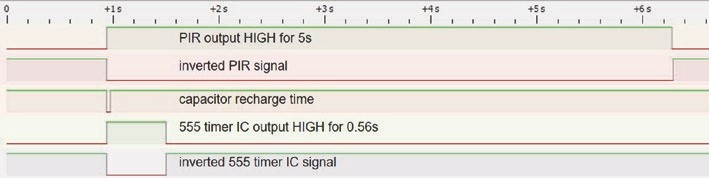 0 +1s +2s +3s +4s +5s +6s
PIR output HIGH for 5s
inverted PIR signal
capacitor recharge time
555 timer IC output HIGH for 0.56s
inverted 555 timer IC signal